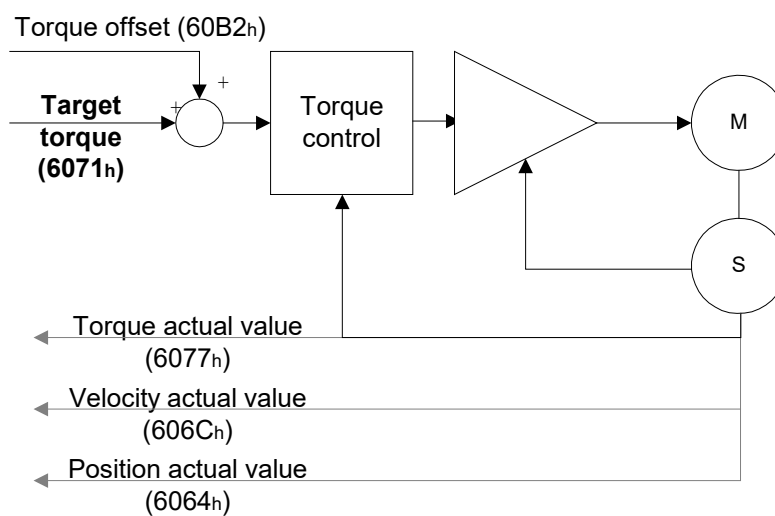 Torque offset (60B2h)
+
+
Target
torque
(6071h)
Torque
control
M
S
Torque actual value
(6077h)
Velocity actual value
(606Ch)
Position actual value
(6064h)